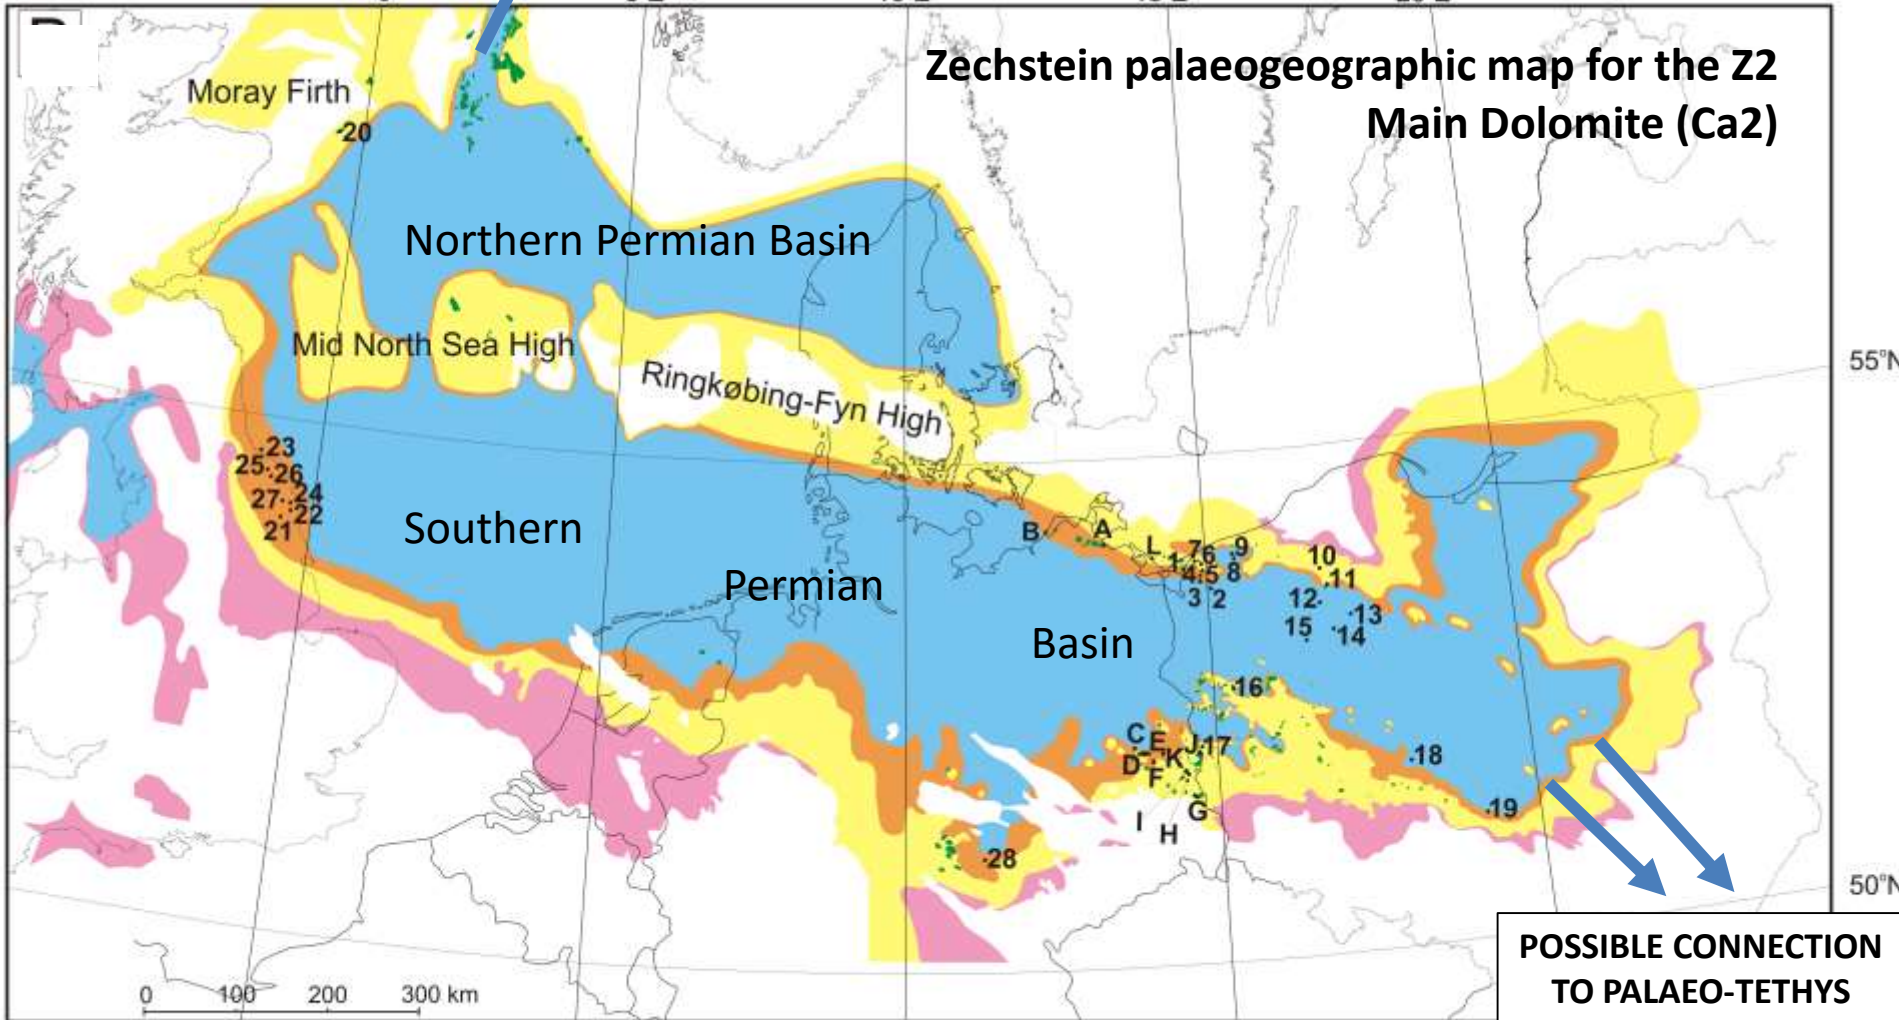 Zechstein palaeogeographic map for the Z2
Main Dolomite (Ca2)
Moray Firth
20
Northern Permian Basin
Mid North Sea High
Ringkøbing-Fyn High
55°N
23
25
26
24
27
22
21
Southern
Permian
Basin
B
A
L
1
7
6
9
4
5
8
3
2
10
11
12
13
15
14
16
C
E
J
17
D
K
F
18
G
19
I
H
28
50°N
0 100 200 300 km
POSSIBLE CONNECTION
TO PALAEO-TETHYS